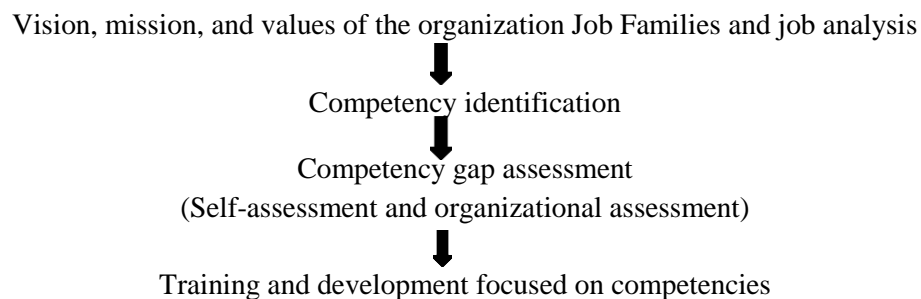 Vision, mission, and values of the organization Job Families and job analysis
Competency identification
Competency gap assessment
(Self-assessment and organizational assessment)
Training and development focused on competencies